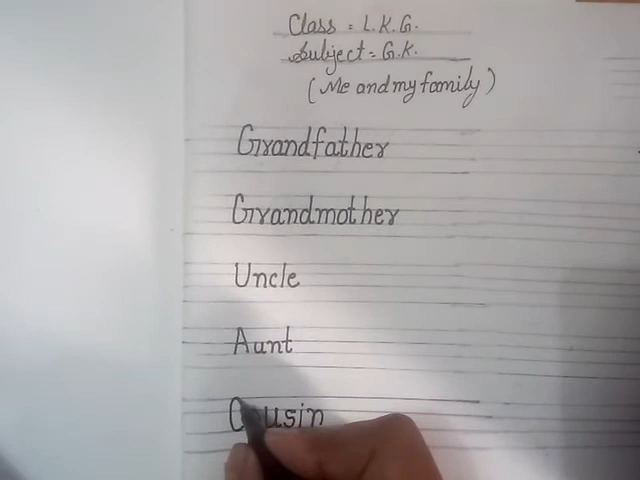 Class = L.K.G.
Subject = G.K.
(Me and my family)
Grandfather
Grandmother
Uncle
Aunt
Cousin